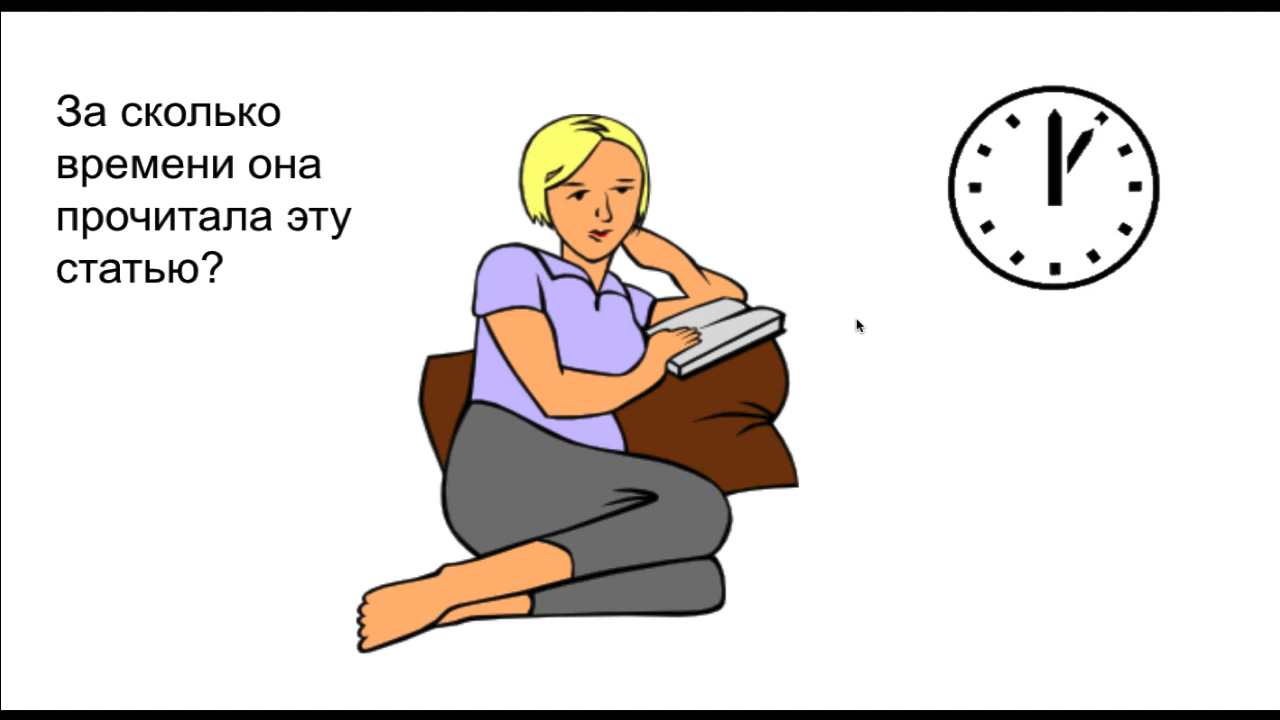 За сколько
времени она
прочитала эту
статью?